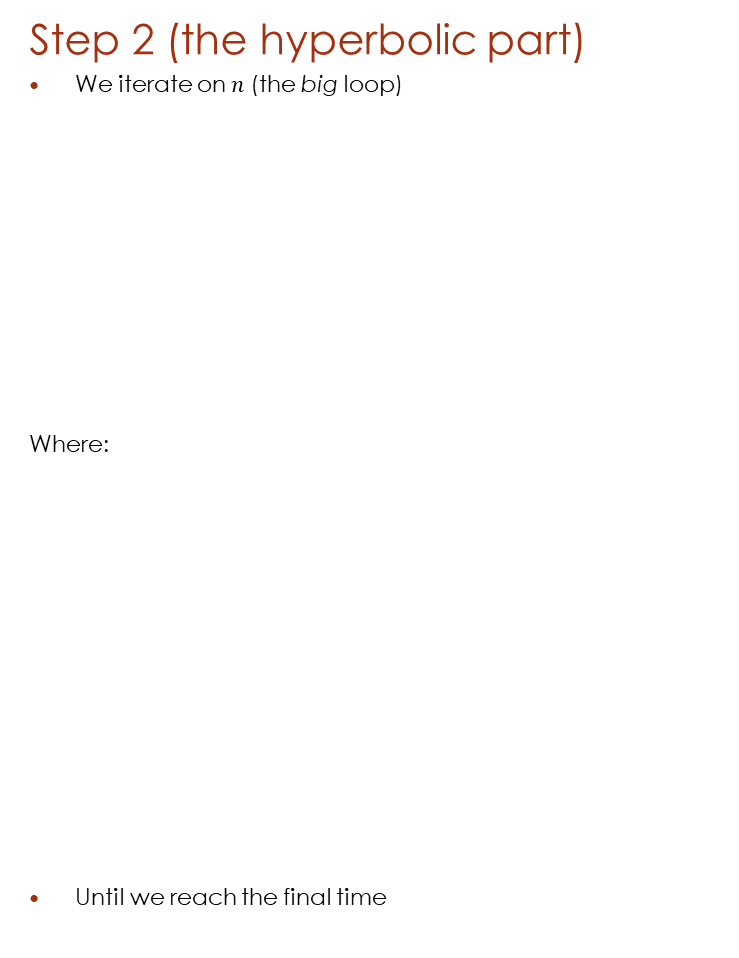 Step 2 (the hyperbolic part)
• We iterate on n (the big loop)
Where:
• Until we reach the final time